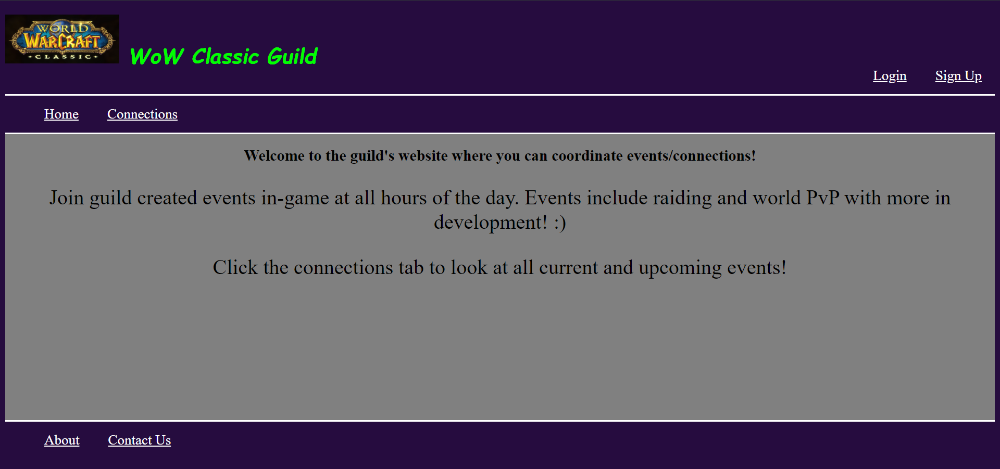 WORLD
OF
WARCRAFT
CLASSIC
WoW Classic Guild
Login Sign Up
Home Connections
Welcome to the guild's website where you can coordinate events/connections!
Join guild created events in-game at all hours of the day. Events include raiding and world PvP with more in
development! :)
Click the connections tab to look at all current and upcoming events!
About Contact Us